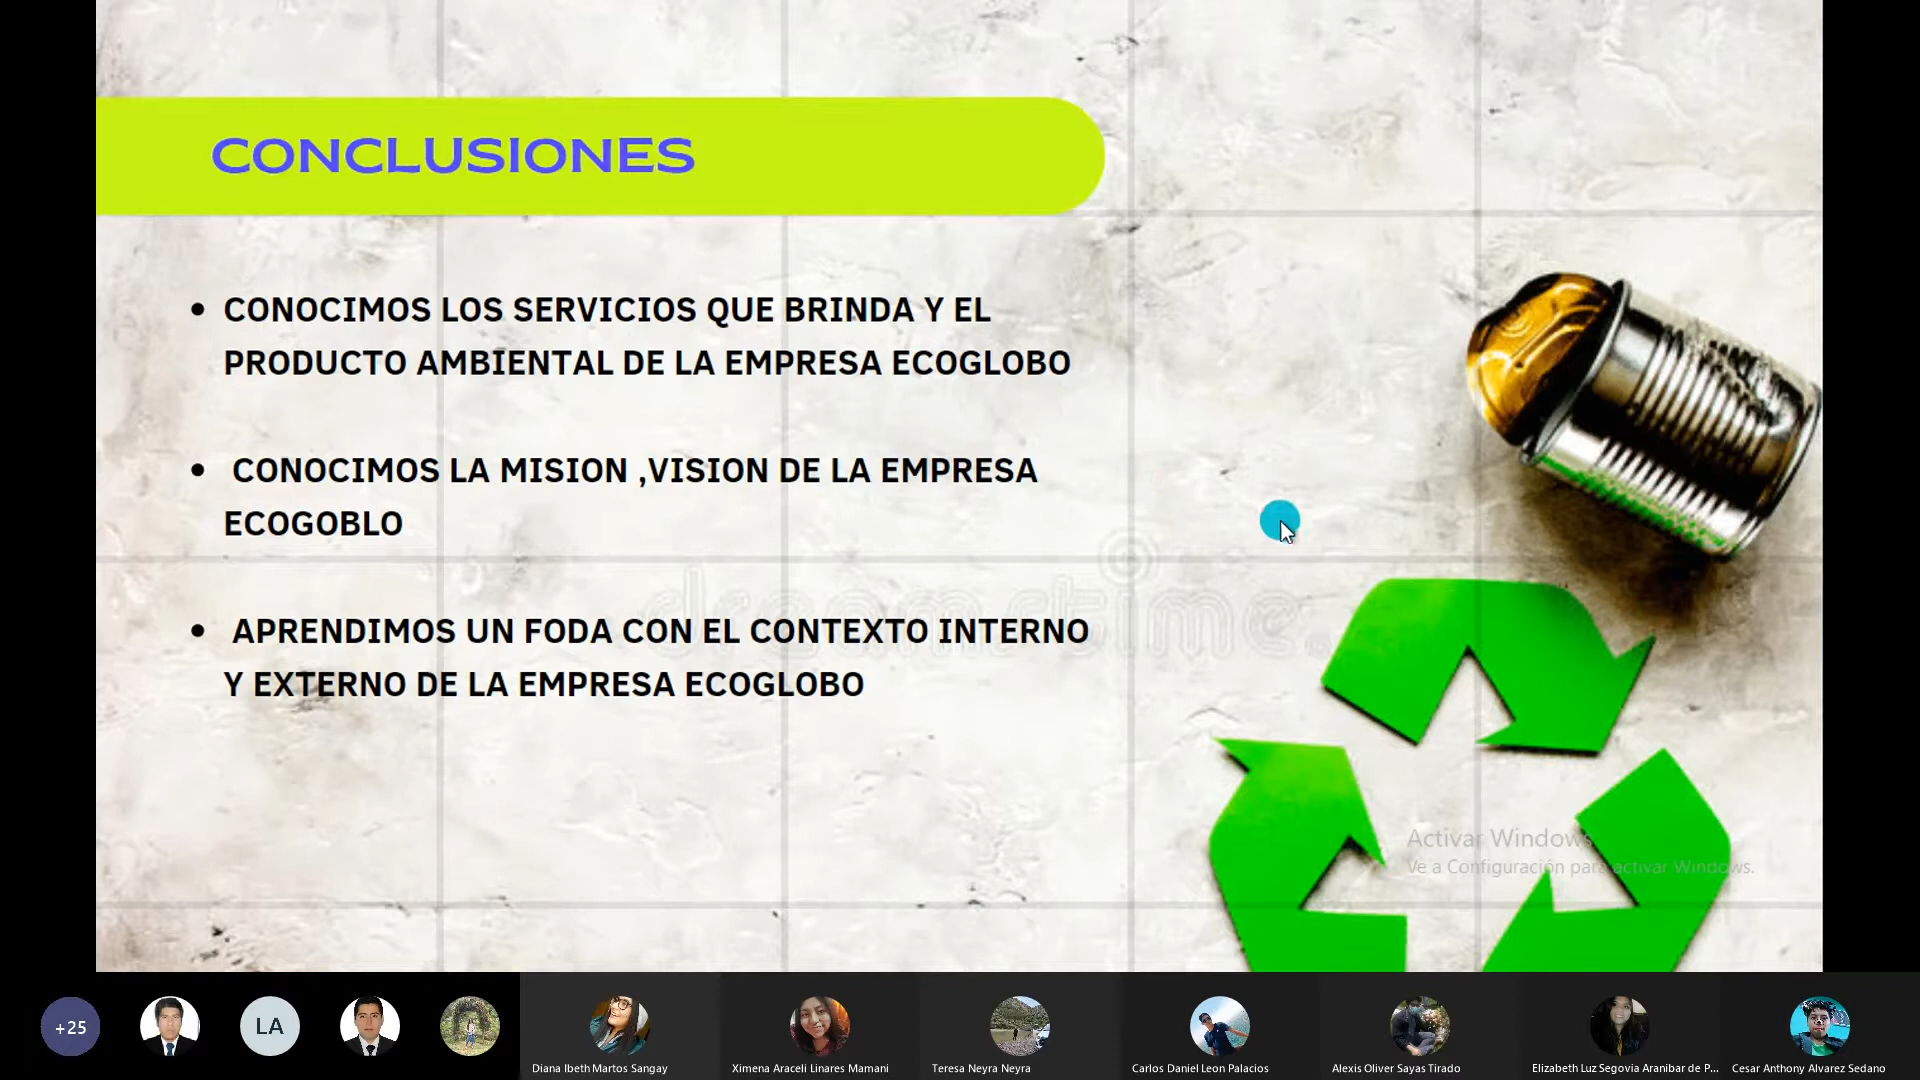 CONCLUSIONES
• CONOCIMOS LOS SERVICIOS QUE BRINDA Y EL
PRODUCTO AMBIENTAL DE LA EMPRESA ECOGLOBO
• CONOCIMOS LA MISION ,VISION DE LA EMPRESA
ECOGOBLO
• APRENDIMOS UN FODA CON EL CONTEXTO INTERNO
Y EXTERNO DE LA EMPRESA ECOGLOBO
dreamstime.
Activar Windows
Ve a Configuración para activar Windows.
+25
LA
Diana Ibeth Martos Sangay
Ximena Araceli Linares Mamani
Teresa Neyra Neyra
Carlos Daniel Leon Palacios
Alexis Oliver Sayas Tirado
Elizabeth Luz Segovia Aranibar de P...
Cesar Anthony Alvarez Sedano